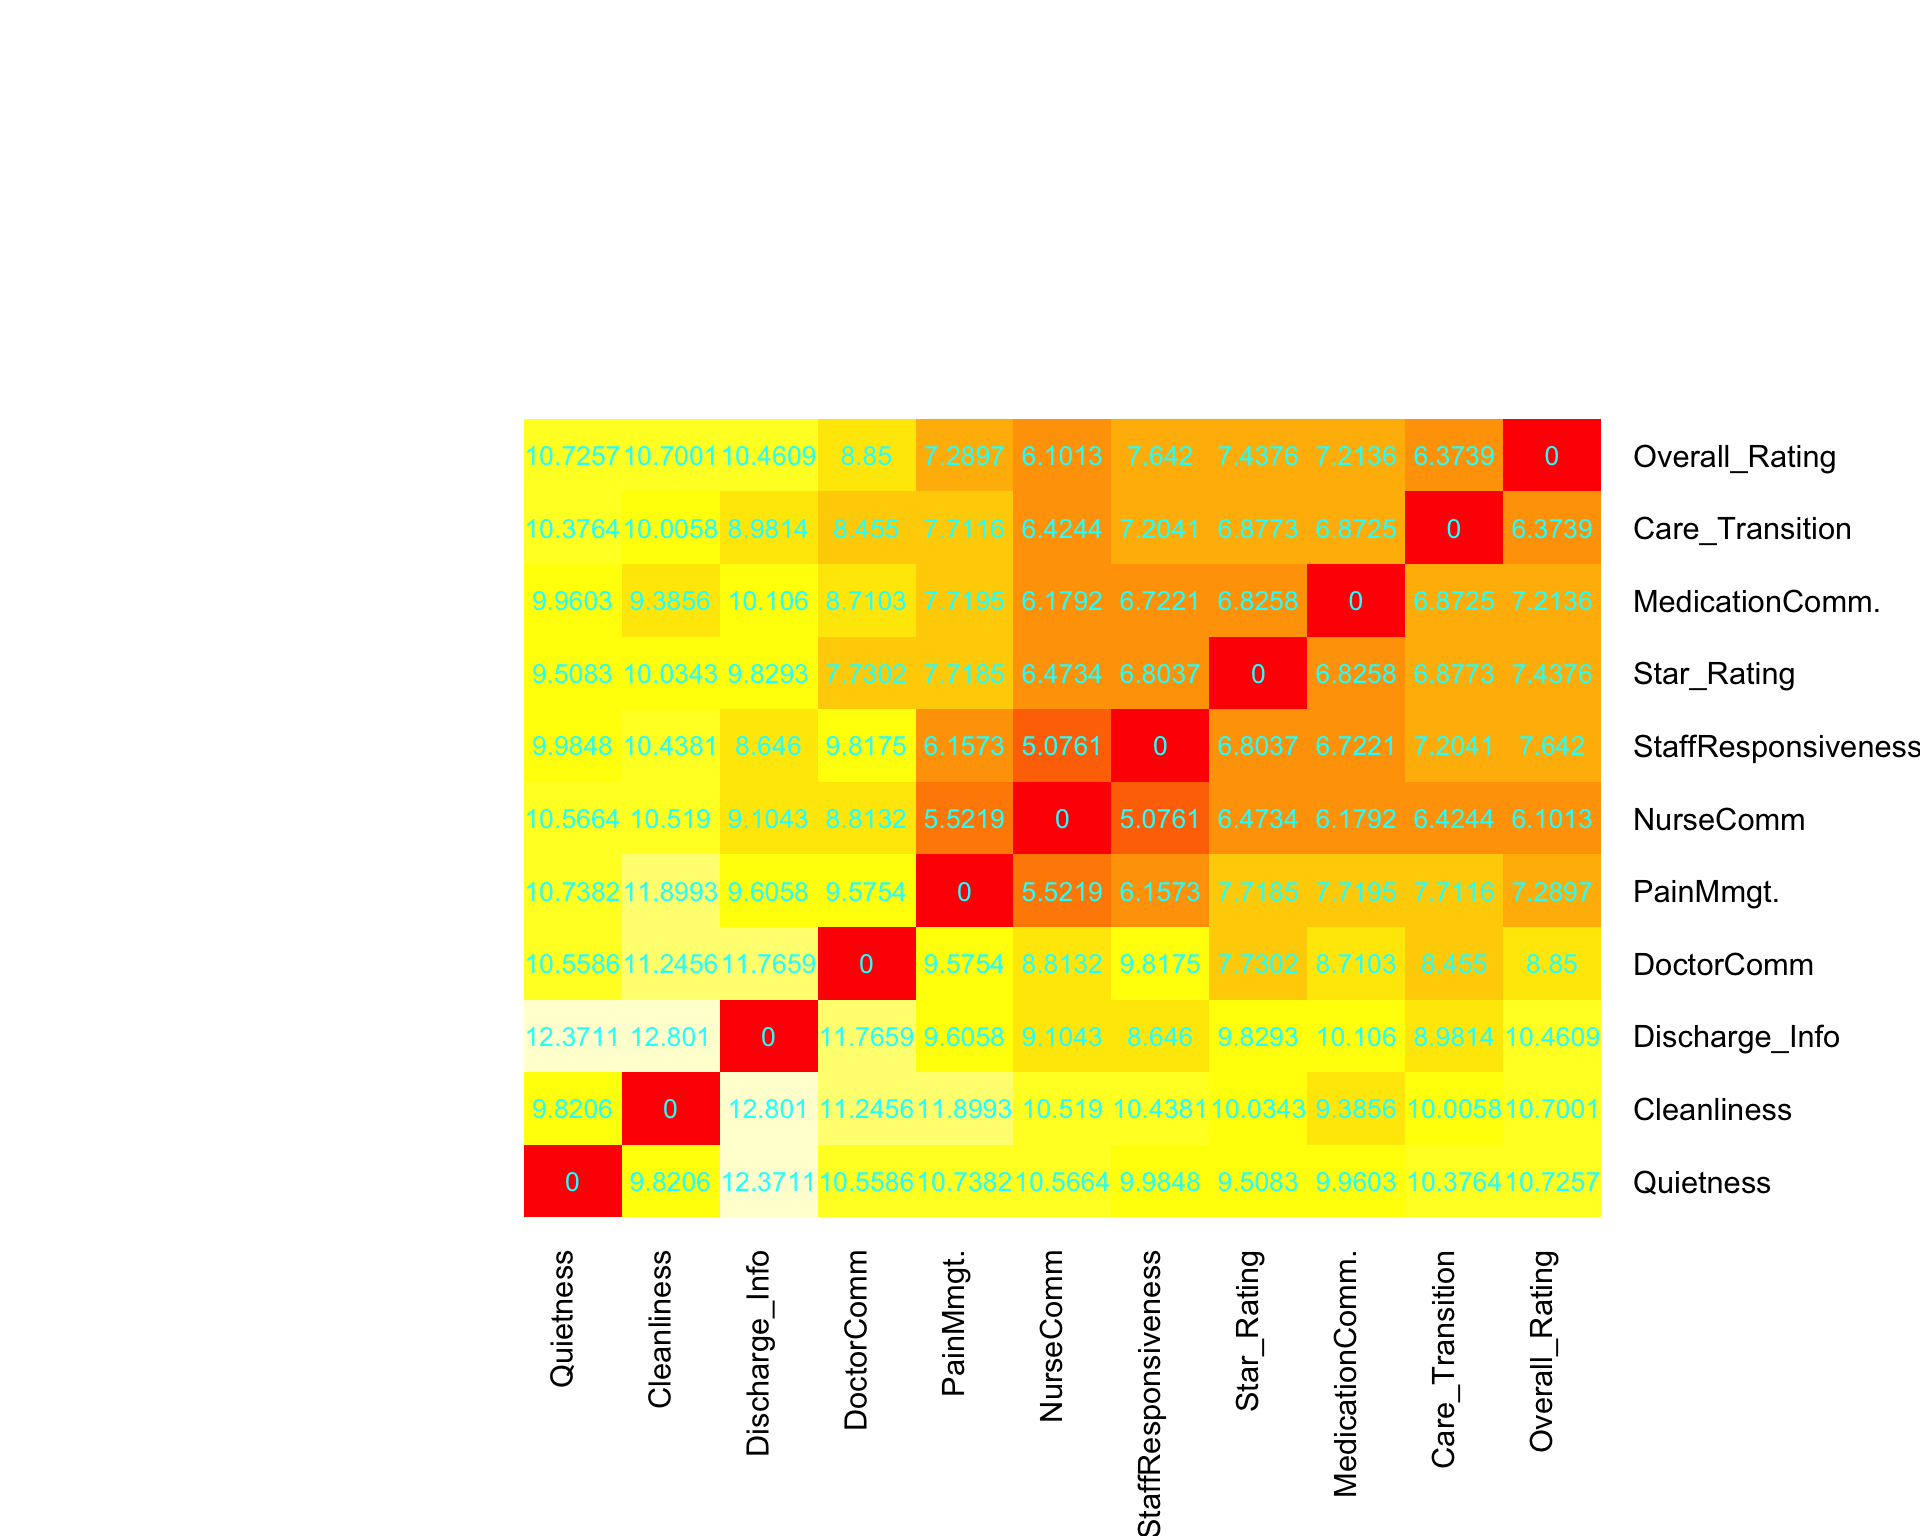 10.7257 10.7001 10.4609 8.85 7.2897 6.1013 7.642 7.4376 7.2136 6.3739 0 Overall_Rating
10.3764 10.0058 8.9814 8.455 7.7116 6.4244 7.2041 6.8773 6.8725 0 6.3739 Care_Transition
9.9603 9.3856 10.106 8.7103 7.7195 6.1792 6.7221 6.8258 0 6.8725 7.2136 MedicationComm.
9.5083 10.0343 9.8293 7.7302 7.7185 6.4734 6.8037 0 6.8258 6.8773 7.4376 Star_Rating
9.9848 10.4381 8.646 9.8175 6.1573 5.0761 0 6.8037 6.7221 7.2041 7.642 StaffResponsiveness
10.5664 10.519 9.1043 8.8132 5.5219 0 5.0761 6.4734 6.1792 6.4244 6.1013 NurseComm
10.7382 11.8993 9.6058 9.5754 0 5.5219 6.1573 7.7185 7.7195 7.7116 7.2897 PainMmgt.
10.5586 11.2456 11.7659 0 9.5754 8.8132 9.8175 7.7302 8.7103 8.455 8.85 DoctorComm
12.3711 12.801 0 11.7659 9.6058 9.1043 8.646 9.8293 10.106 8.9814 10.4609 Discharge_Info
9.8206 0 12.801 11.2456 11.8993 10.519 10.4381 10.0343 9.3856 10.0058 10.7001 Cleanliness
0 9.8206 12.3711 10.5586 10.7382 10.5664 9.9848 9.5083 9.9603 10.3764 10.7257 Quietness
Quietness
Cleanliness
Discharge_Info
DoctorComm
PainMmgt.
NurseComm
StaffResponsiveness
Star_Rating
MedicationComm.
Care_Transition
Overall_Rating